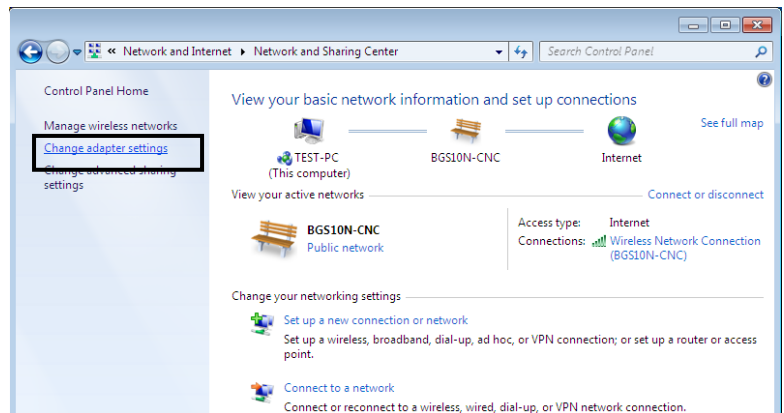 « Network and Internet ▸ Network and Sharing Center
Search Control Panel
Control Panel Home
Manage wireless networks
Change adapter settings
Change advanced sharing
settings
View your basic network information and set up connections
See full map
TEST-PC
(This computer)
BGS10N-CNC
Internet
View your active networks
Connect or disconnect
BGS10N-CNC
Public network
Access type: Internet
Connections: Wireless Network Connection
(BGS10N-CNC)
Change your networking settings
Set up a new connection or network
Set up a wireless, broadband, dial-up, ad hoc, or VPN connection; or set up a router or access
point.
Connect to a network
Connect or reconnect to a wireless, wired, dial-up, or VPN network connection.